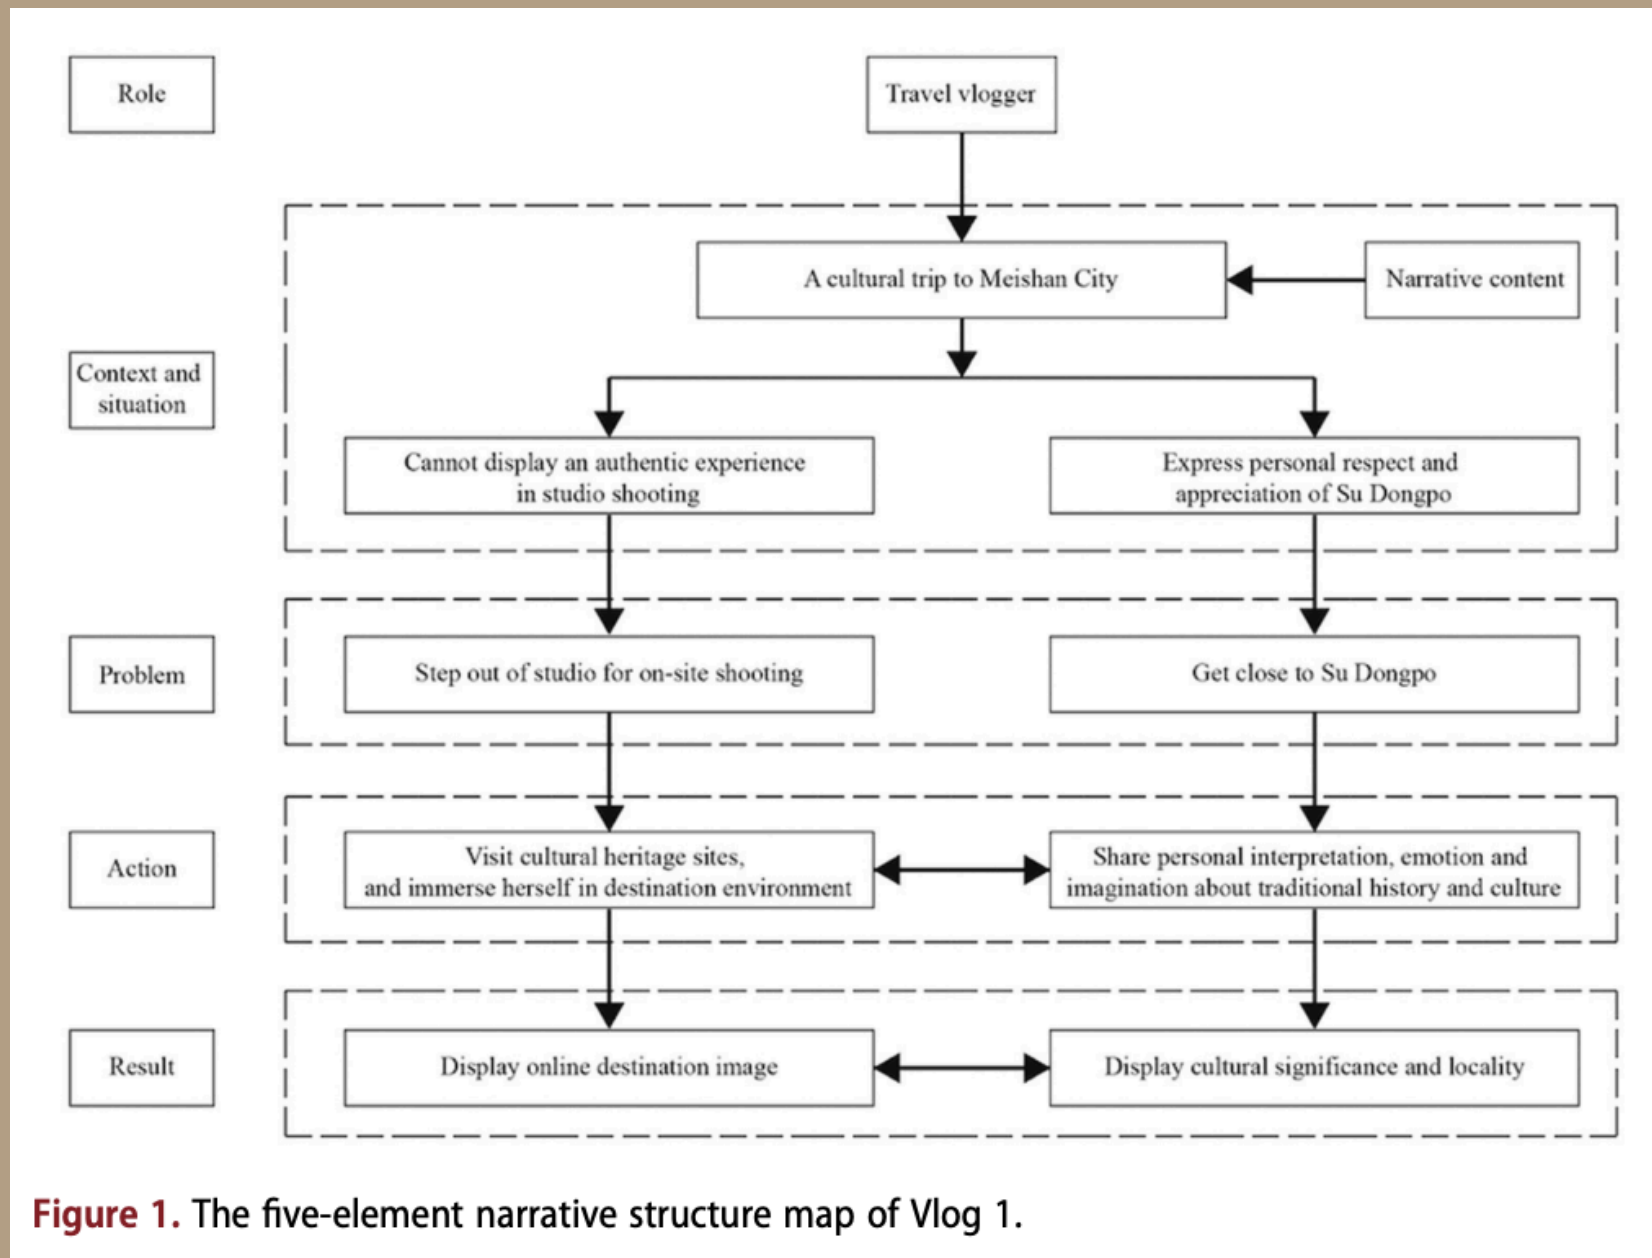 Role
Travel vlogger
A cultural trip to Meishan City
Narrative content
Context and
situation
Cannot display an authentic experience
in studio shooting
Express personal respect and
appreciation of Su Dongpo
Problem
Step out of studio for on-site shooting
Get close to Su Dongpo
Action
Visit cultural heritage sites,
and immerse herself in destination environment
Share personal interpretation, emotion and
imagination about traditional history and culture
Result
Display online destination image
Display cultural significance and locality
Figure 1. The five-element narrative structure map of Vlog 1.